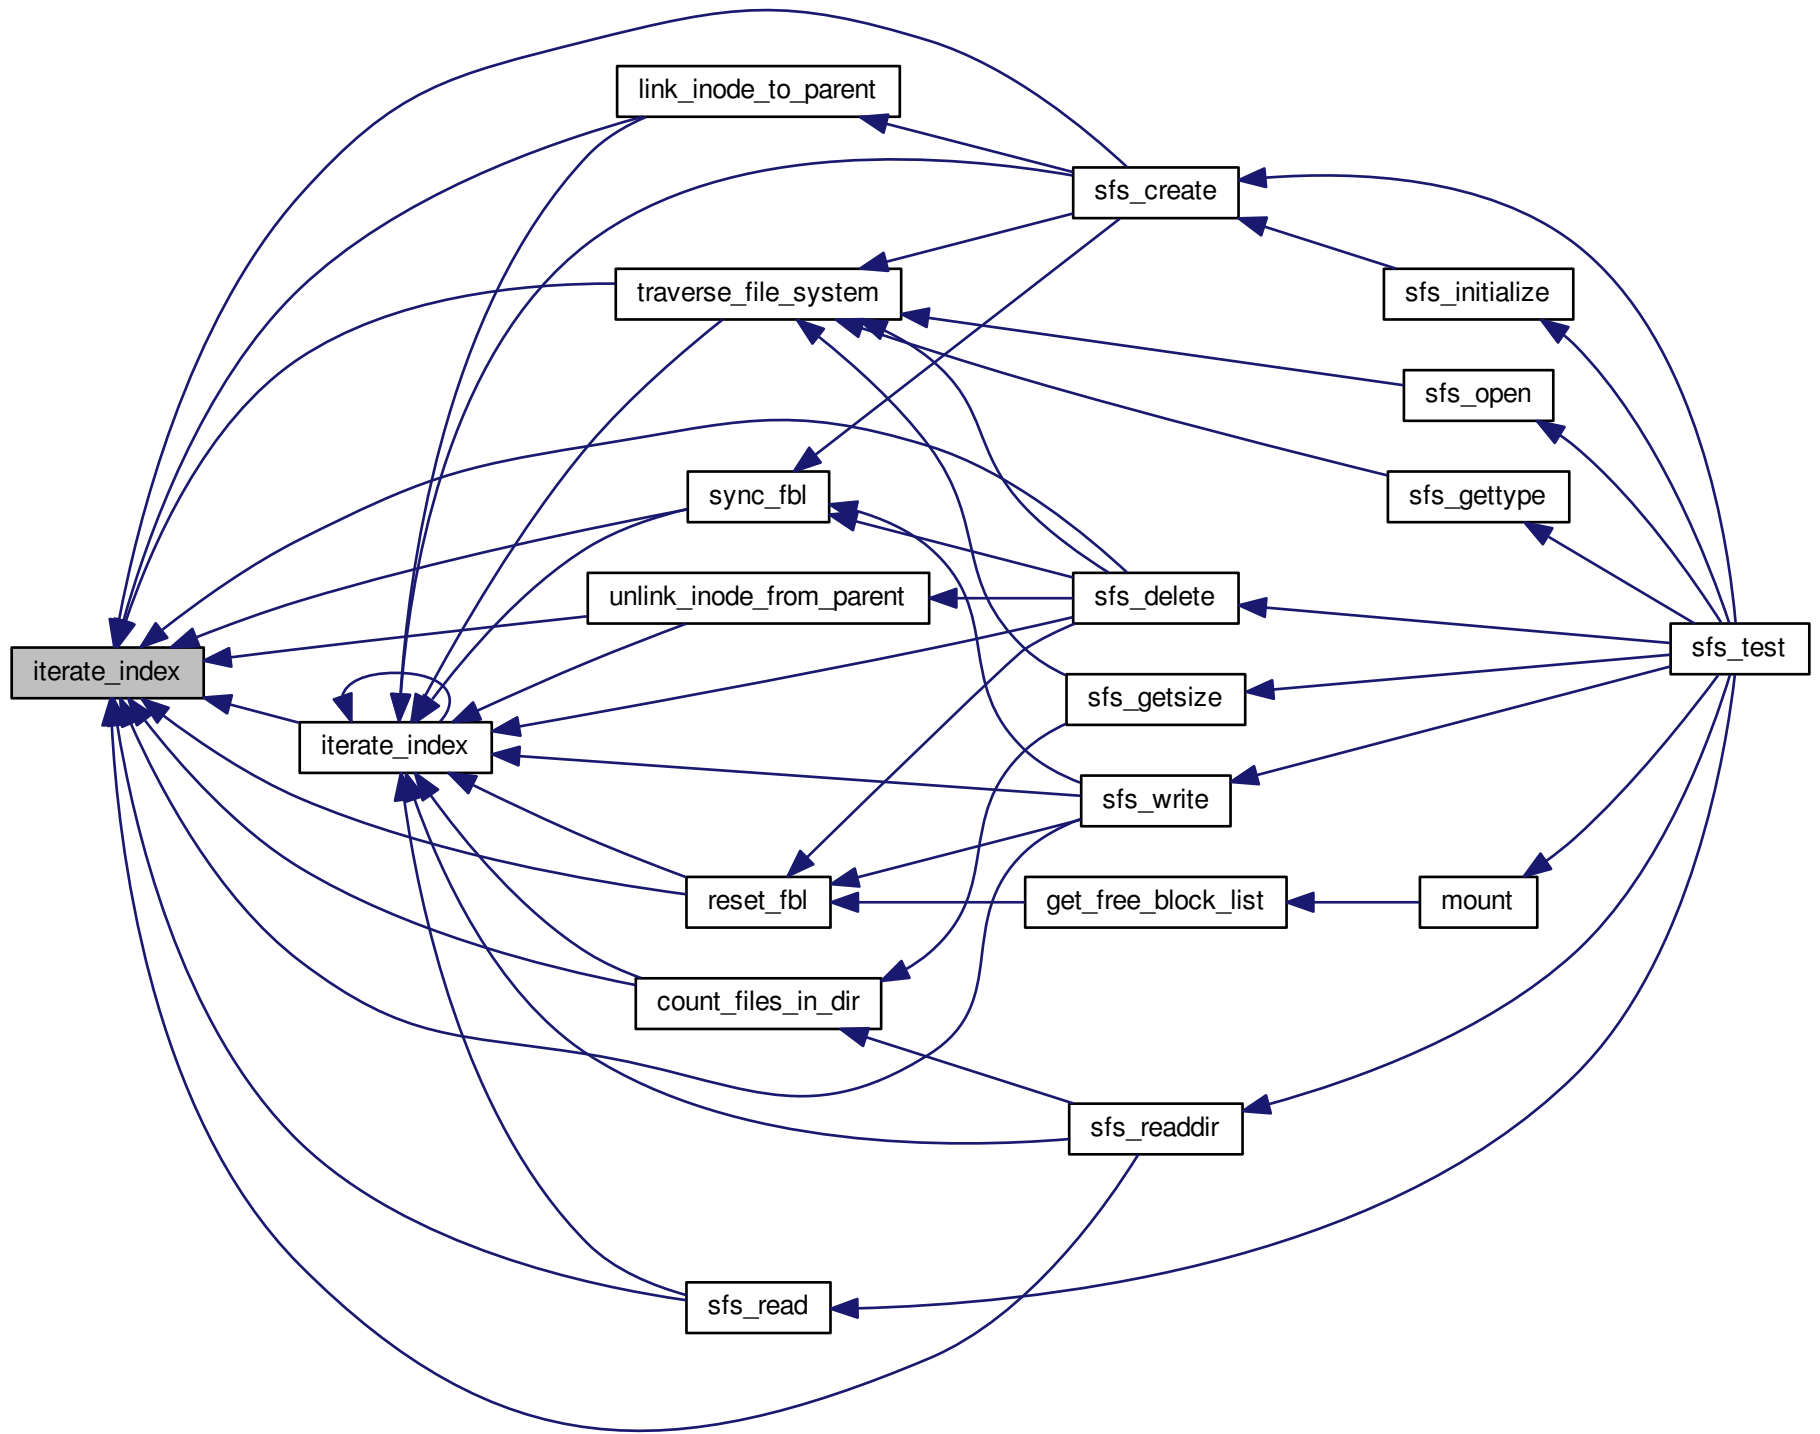 link_inode_to_parent
sfs_create
traverse_file_system
sfs_initialize
sfs_open
sync_fbl
sfs_gettype
unlink_inode_from_parent
sfs_delete
sfs_test
iterate_index
sfs_getsize
iterate_index
sfs_write
reset_fbl
get_free_block_list
mount
count_files_in_dir
sfs_readdir
sfs_read